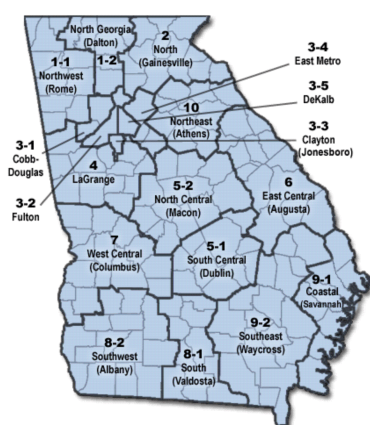 North Georgia
(Dalton)
2
North
(Gainesville)
1-1
Northwest
(Rome)
1-2
3-4
East Metro
3-5
DeKalb
10
Northeast
(Athens)
3-3
Clayton
(Jonesboro)
3-1
Cobb-
Douglas
3-2
Fulton
4
LaGrange
5-2
North Central
(Macon)
6
East Central
(Augusta)
7
West Central
(Columbus)
5-1
South Central
(Dublin)
9-1
Coastal
(Savannah)
9-2
Southeast
(Waycross)
8-2
Southwest
(Albany)
8-1
South
(Valdosta)